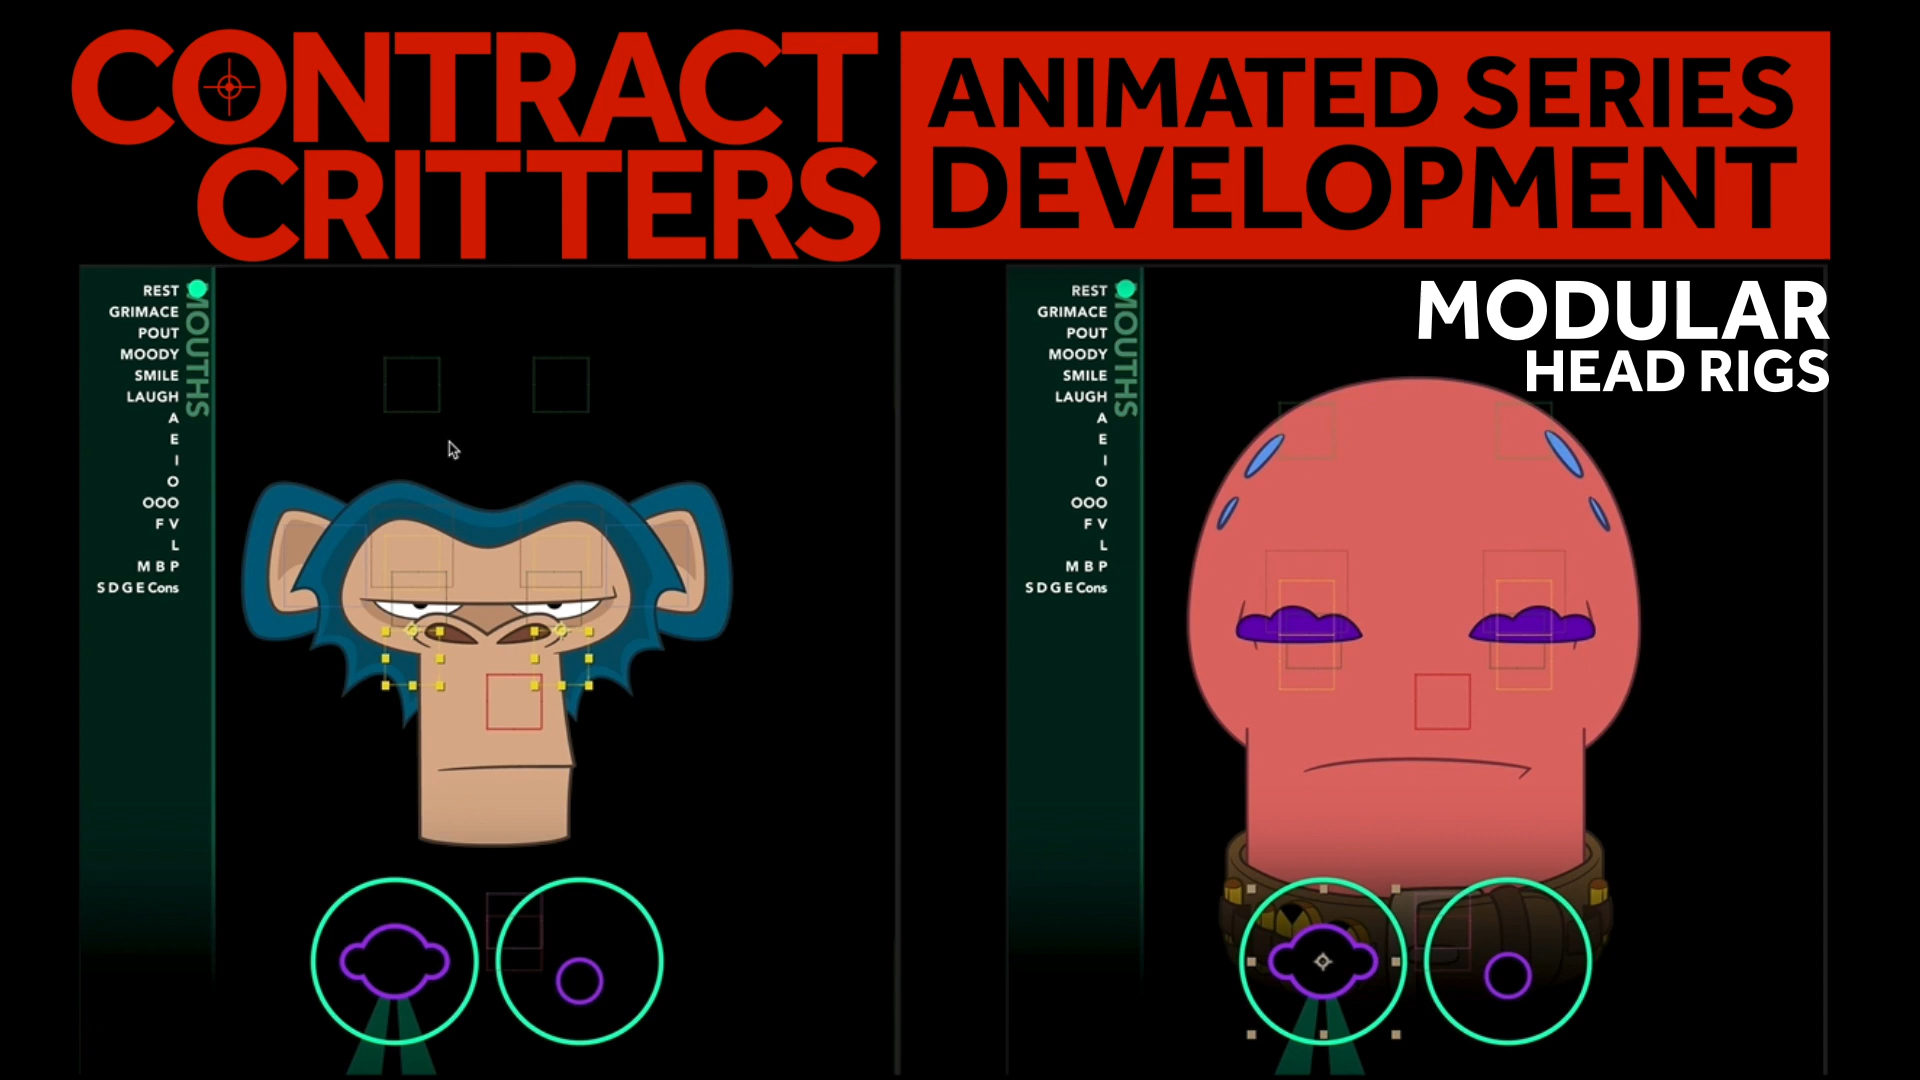 CONTRACT
CRITTERS
ANIMATED SERIES
DEVELOPMENT
MODULAR
HEAD RIGS
MOUTHS
REST
GRIMACE
POUT
MOODY
SMILE
LAUGH
A
E
I
O
OOO
F V
L
M B P
S D G E Cons
MOUTHS
REST
GRIMACE
POUT
MOODY
SMILE
LAUGH
A
E
I
O
OOO
F V
L
M B P
S D G E Cons